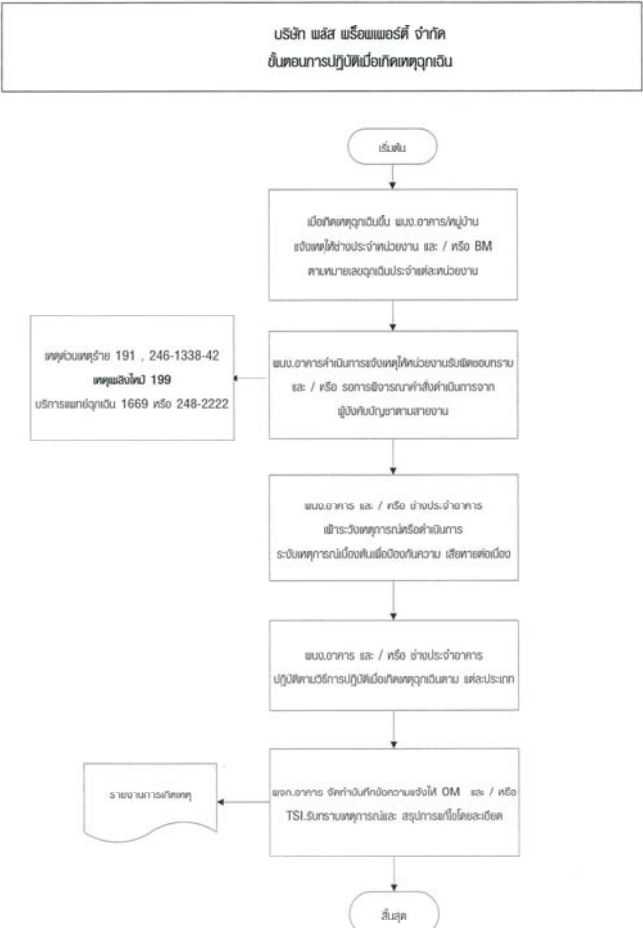 บริษัท พลัส พร็อพเพอร์ตี้ จำกัด
ขั้นตอนการปฏิบัติเมื่อเกิดเหตุฉุกเฉิน
เริ่มต้น
เมื่อเกิดเหตุฉุกเฉินขึ้น พนง.อาคาร/หมู่บ้าน
แจ้งเหตุให้ช่างประจำหน่วยงาน และ / หรือ BM
ตามหมายเลขฉุกเฉินประจำแต่ละหน่วยงาน
เหตุด่วนเหตุร้าย 191 , 246-1338-42
เหตุเพลิงไหม้ 199
บริการแพทย์ฉุกเฉิน 1669 หรือ 248-2222
พนง.อาคารดำเนินการแจ้งเหตุให้หน่วยงานรับผิดชอบทราบ
และ / หรือ รอการพิจารณาคำสั่งดำเนินการจาก
ผู้บังคับบัญชาตามสายงาน
พนง.อาคาร และ / หรือ ช่างประจำอาคาร
เฝ้าระวังเหตุการณ์หรือดำเนินการ
ระงับเหตุการณ์เบื้องต้นเพื่อป้องกันความ เสียหายต่อเนื่อง
พนง.อาคาร และ / หรือ ช่างประจำอาคาร
ปฏิบัติตามวิธีการปฏิบัติเมื่อเกิดเหตุฉุกเฉินตาม แต่ละประเภท
รายงานการเกิดเหตุ
ผจก.อาคาร จัดทำบันทึกข้อความแจ้งให้ OM และ / หรือ
TSI.รับทราบเหตุการณ์และ สรุปการแก้ไขโดยละเอียด
สิ้นสุด